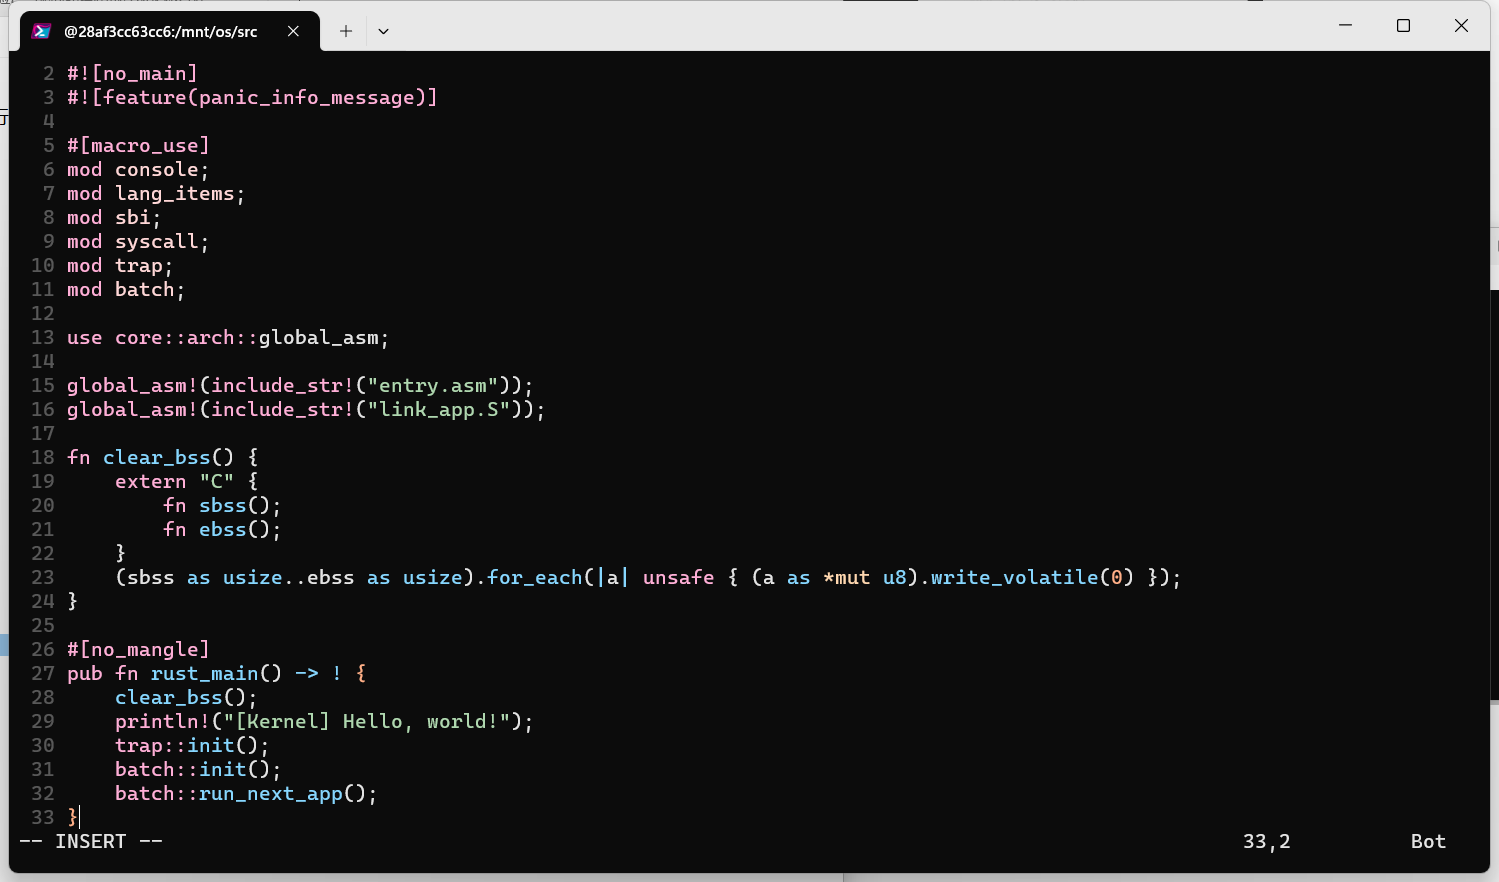 @28af3cc63cc6:/mnt/os/src
2 #![no_main]
3 #![feature(panic_info_message)]
4
5 #[macro_use]
6 mod console;
7 mod lang_items;
8 mod sbi;
9 mod syscall;
10 mod trap;
11 mod batch;
12
13 use core::arch::global_asm;
14
15 global_asm!(include_str!("entry.asm"));
16 global_asm!(include_str!("link_app.S"));
17
18 fn clear_bss() {
19     extern "C" {
20         fn sbss();
21         fn ebss();
22     }
23     (sbss as usize..ebss as usize).for_each(|a| unsafe { (a as *mut u8).write_volatile(0) });
24 }
25
26 #[no_mangle]
27 pub fn rust_main() -> ! {
28     clear_bss();
29     println!("[Kernel] Hello, world!");
30     trap::init();
31     batch::init();
32     batch::run_next_app();
33 }
-- INSERT -- 33,2 Bot